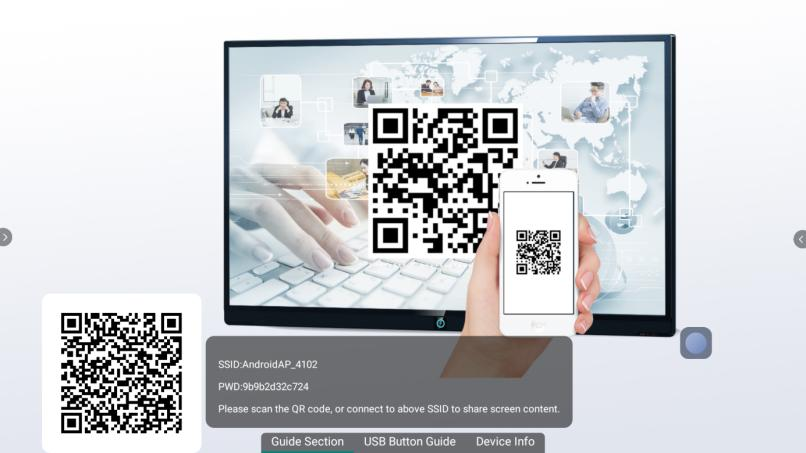 SSID:AndroidAP_4102
PWD:9b9b2d32c724
Please scan the QR code, or connect to above SSID to share screen content.
Guide Section
USB Button Guide
Device Info